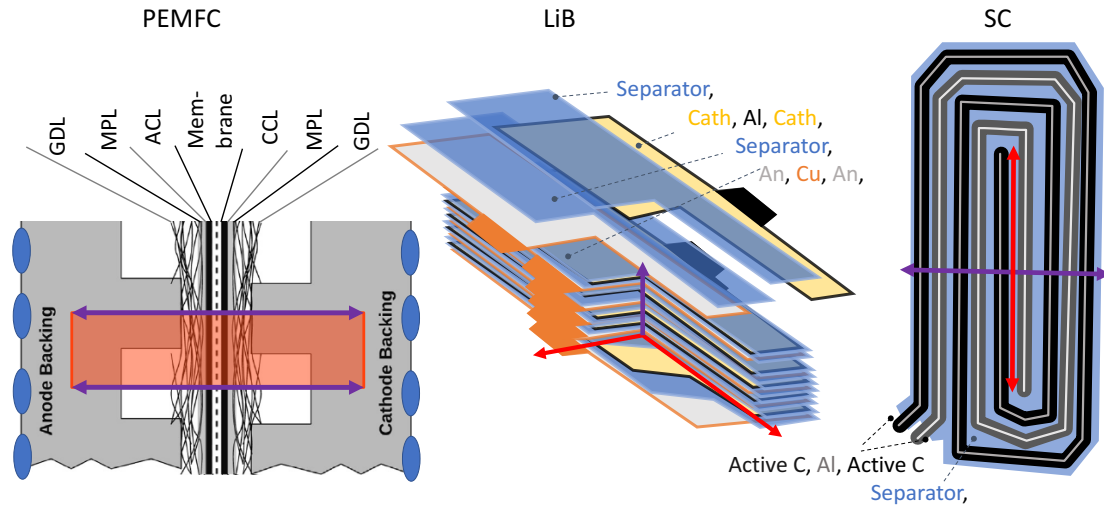 PEMFC
LiB
SC
GDL
MPL
ACL
Mem-
brane
CCL
MPL
GDL
Anode Backing
Cathode Backing
Separator,
Cath, Al, Cath,
Separator,
An, Cu, An,
Active C, Al, Active C
Separator,